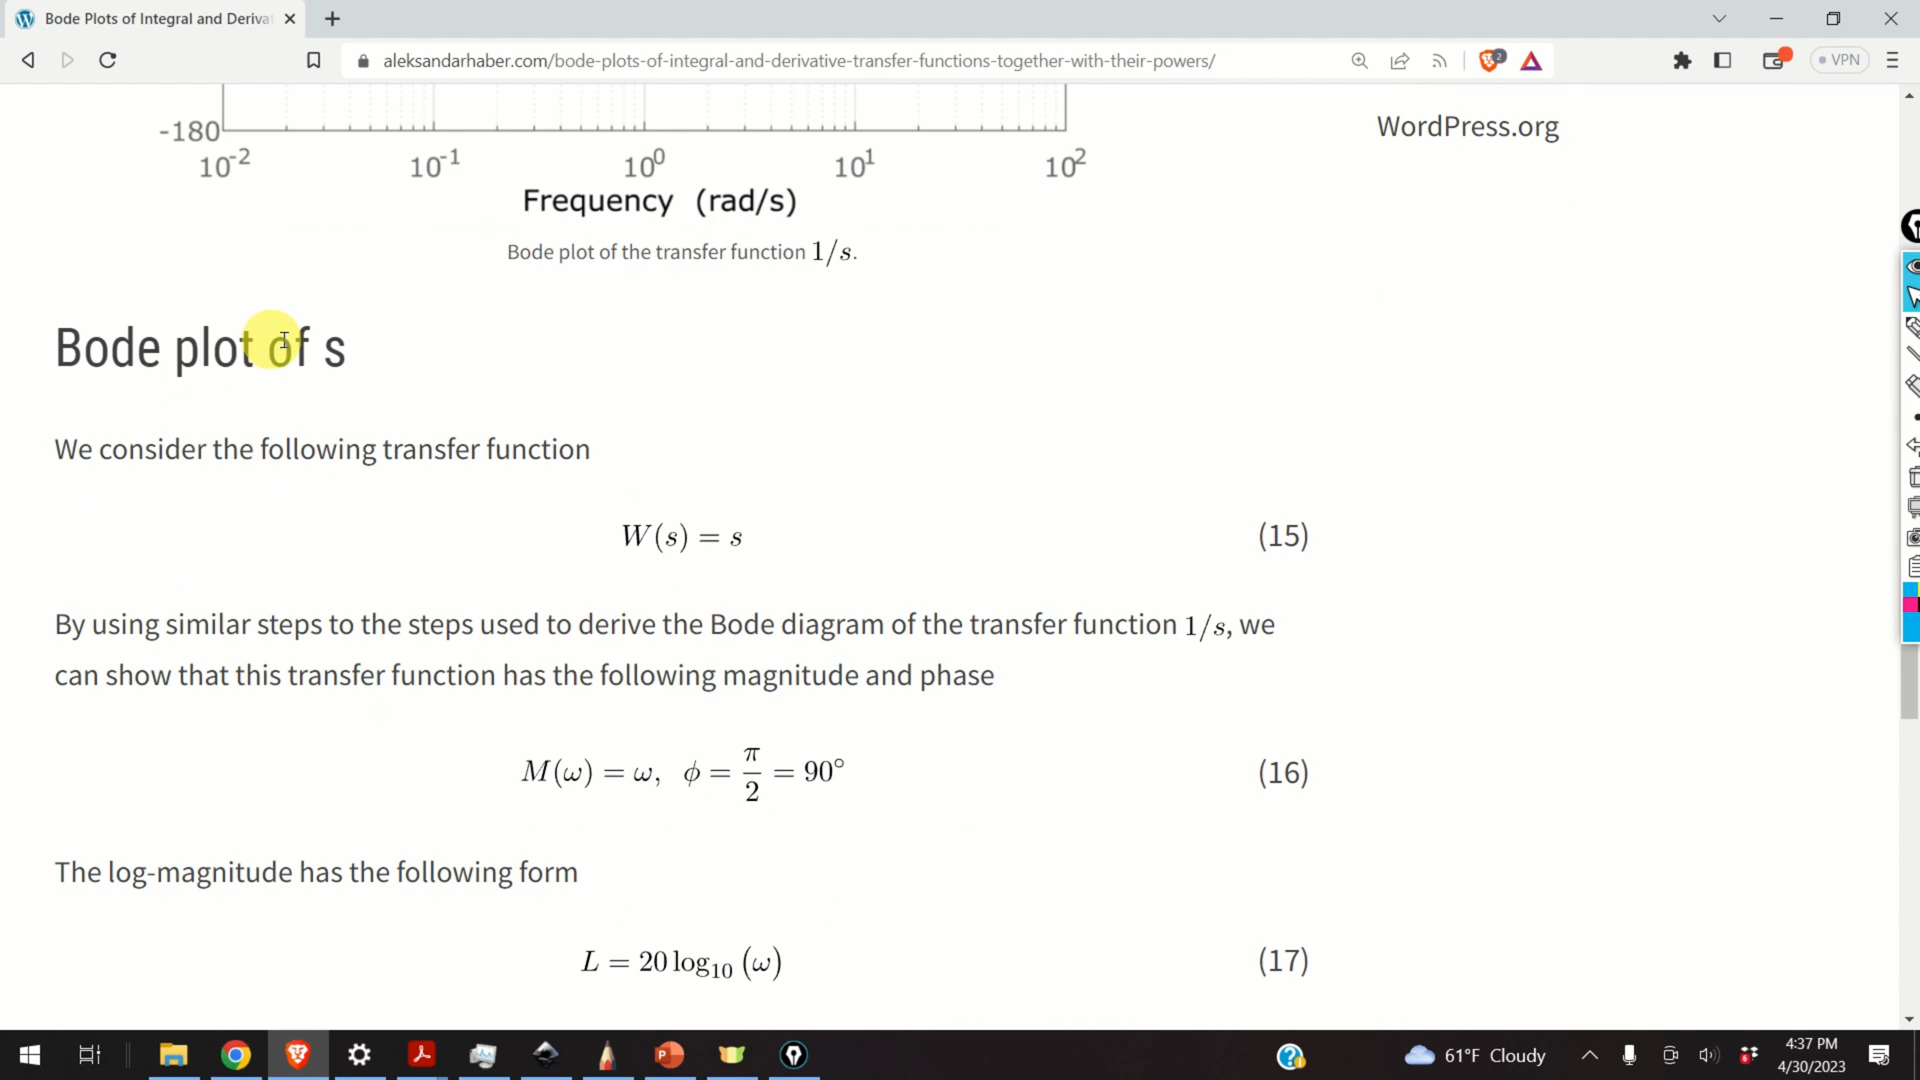 Bode Plots of Integral and Deriva
aleksandarhaber.com/bode-plots-of-integral-and-derivative-transfer-functions-together-with-their-powers/
2
VPN
-180
10^-2 10^-1 10^0 10^1 10^2
Frequency (rad/s)
Bode plot of the transfer function 1/s.
WordPress.org
Bode plot of s
We consider the following transfer function
W(s) = s (15)
By using similar steps to the steps used to derive the Bode diagram of the transfer function 1/s, we
can show that this transfer function has the following magnitude and phase
M(ω) = ω, ϕ = π/2 = 90° (16)
The log-magnitude has the following form
L = 20 log₁₀ (ω) (17)
61°F Cloudy
4:37 PM
4/30/2023